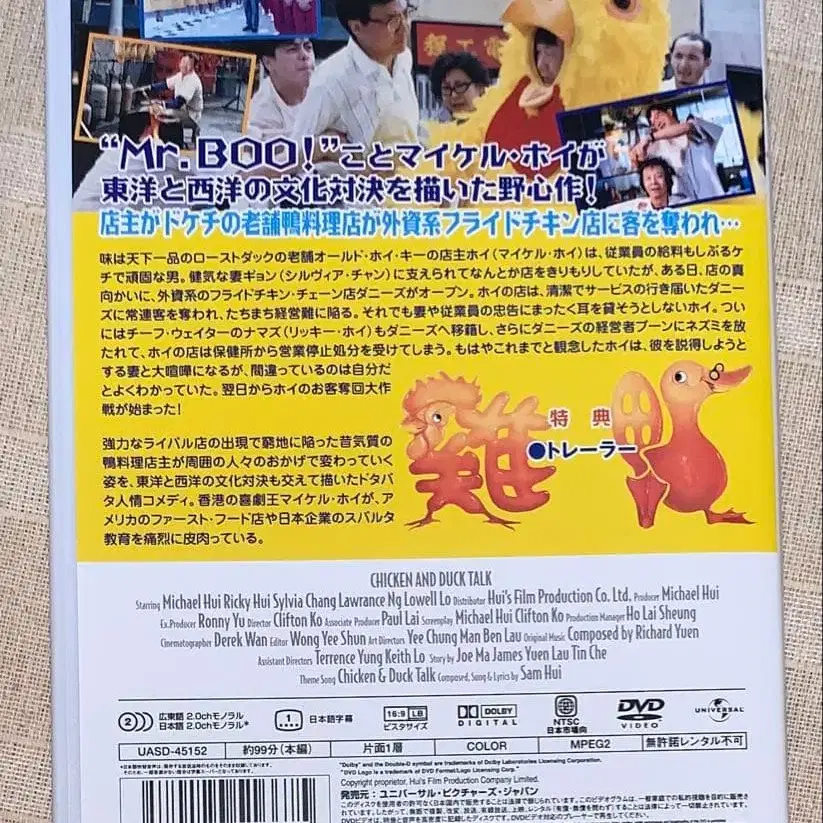 電工
"Mr.BOO!"ことマイケル・ホイが
東洋と西洋の文化対決を描いた野心作!
店主がドケチの老舗鴨料理店が外資系フライドチキン店に客を奪われ…
味は天下一品のローストダックの老舗オールド・ホイ・キーの店主ホイ(マイケル・ホイ)は、従業員の給料もしぶるケ
チで頑固な男。健気な妻ギョン(シルヴィア・チャン)に支えられてなんとか店をきりもりしていたが、ある日、店の真
向かいに、外資系のフライドチキン・チェーン店ダニーズがオープン。ホイの店は、清潔でサービスの行き届いたダニー
ズに常連客を奪われ、たちまち経営難に陥る。それでも妻や従業員の忠告にまったく耳を貸そうとしないホイ。つい
にはチーフ・ウェイターのナマズ(リッキー・ホイ)もダニーズへ移籍し、さらにダニーズの経営者プーンにネズミを放
たれて、ホイの店は保健所から営業停止処分を受けてしまう。もはやこれまでと観念したホイは、彼を説得しようと
する妻と大喧嘩になるが、間違っているのは自分だ
とよくわかっていた。翌日からホイのお客奪回大作
戦が始まった!
雞
特典
●トレーラー
強力なライバル店の出現で窮地に陥った昔気質の
鴨料理店主が周囲の人々のおかげで変わっていく
姿を、東洋と西洋の文化対決も交えて描いたドタバ
タ人情コメディ。香港の喜劇王マイケル・ホイが、ア
メリカのファースト・フード店や日本企業のスパルタ
教育を痛烈に皮肉っている。
CHICKEN AND DUCK TALK
Starring Michael Hui Ricky Hui Sylvia Chang Lawrance Ng Lowell Lo Distributor Hui's Film Production Co. Ltd. Producer Michael Hui
Ex.Producer Ronny Yu Director Clifton Ko Associate Producer Paul Lai Screenplay Michael Hui Clifton Ko Production Manager Ho Lai Sheung
Cinematographer Derek Wan Editor Wong Yee Shun Art Directors Yee Chung Man Ben Lau Original Music Composed by Richard Yuen
Assistant Directors Terrence Yung Keith Lo Story by Joe Ma James Yuen Lau Tin Che
Theme Song Chicken & Duck Talk Composed, Song & Lyrics by Sam Hui
2 広東語 2.0chモノラル
日本語 2.0chモノラル*
1 日本語字幕
16:9 LB
ビスタサイズ
DOLBY
DIGITAL
NTSC
日本市場向
DVD
VIDEO
UNIVERSAL
UASD-45152 約99分(本編) 片面1層 COLOR MPEG2 無許諾レンタル不可
"Dolby" and the Double-D symbol are trademarks of Dolby Laboratories Licensing Corporation.
"DVD Logo is a trademark of DVD Format/Logo Licensing Corp."
Copyright proprietor, Hui's Film Production Company Limited.
発売元:ユニバーサル・ピクチャーズ・ジャパン